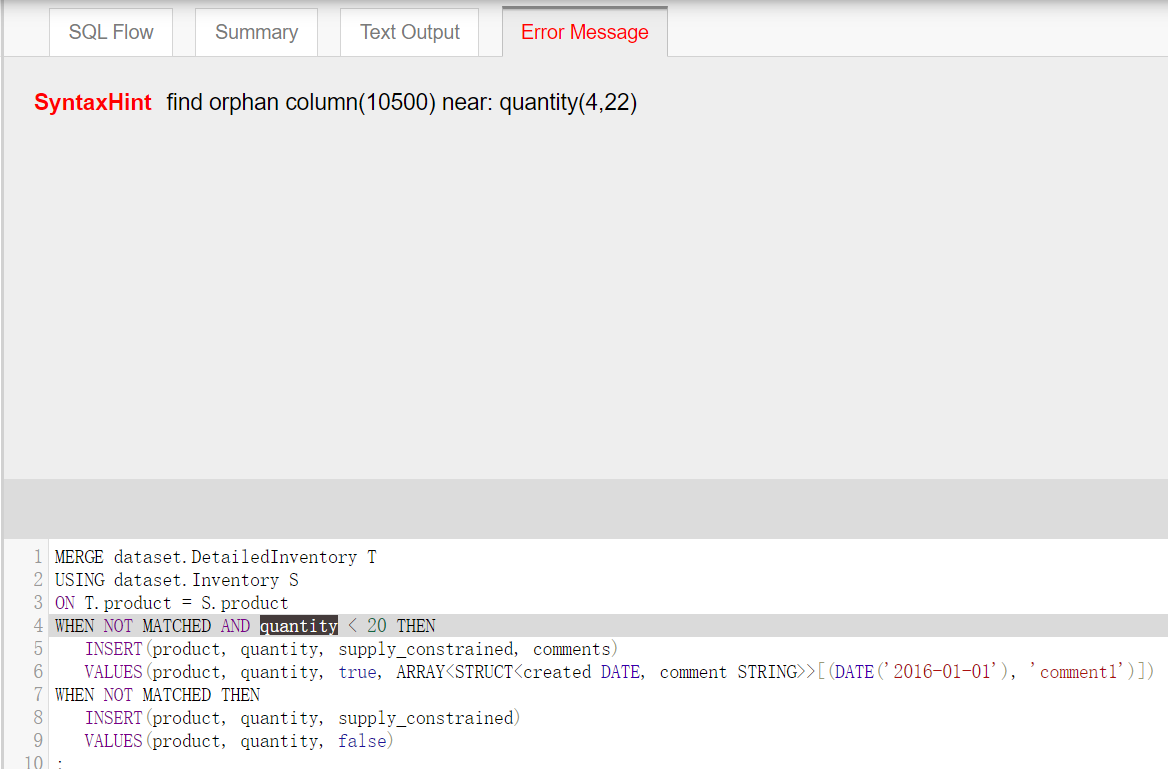 SQL Flow Summary Text Output Error Message
SyntaxHint find orphan column(10500) near: quantity(4,22)
1 MERGE dataset.DetailedInventory T
2 USING dataset.Inventory S
3 ON T.product = S.product
4 WHEN NOT MATCHED AND quantity < 20 THEN
5 INSERT(product, quantity, supply_constrained, comments)
6 VALUES(product, quantity, true, ARRAY<STRUCT<created DATE, comment STRING>>[(DATE('2016-01-01'), 'comment1')])
7 WHEN NOT MATCHED THEN
8 INSERT(product, quantity, supply_constrained)
9 VALUES(product, quantity, false)
10 ;